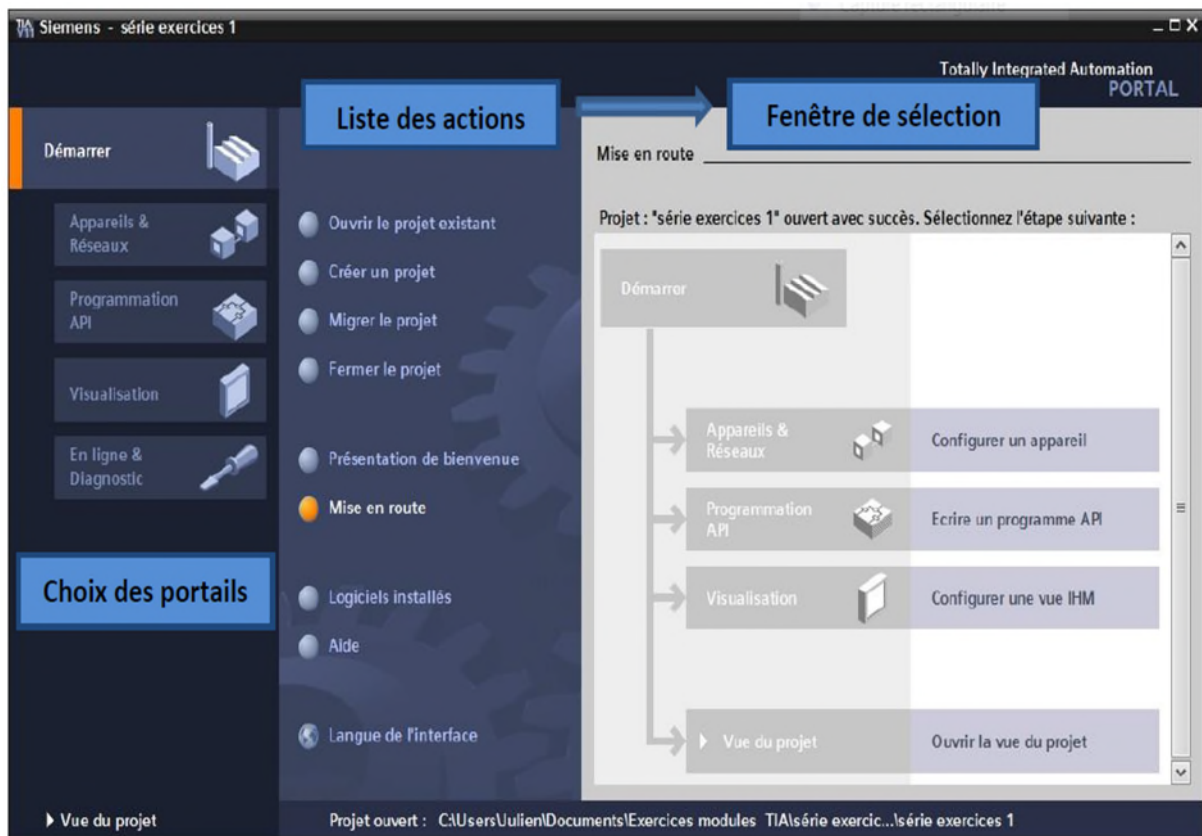 Siemens - série exercices 1
Totally Integrated Automation
PORTAL
Liste des actions
Fenêtre de sélection
Démarrer
Appareils &
Réseaux
Programmation
API
Visualisation
En ligne &
Diagnostic
Choix des portails
Vue du projet
Ouvrir le projet existant
Créer un projet
Migrer le projet
Fermer le projet
Présentation de bienvenue
Mise en route
Logiciels installés
Aide
Langue de l'interface
Mise en route
Projet : "série exercices 1" ouvert avec succès. Sélectionnez l'étape suivante :
Démarrer
Appareils &
Réseaux
Configurer un appareil
Programmation
API
Ecrire un programme API
Visualisation
Configurer une vue IHM
Vue du projet
Ouvrir la vue du projet
Projet ouvert : C:\Users\Julien\Documents\Exercices modules TIA\série exercic...\série exercices 1